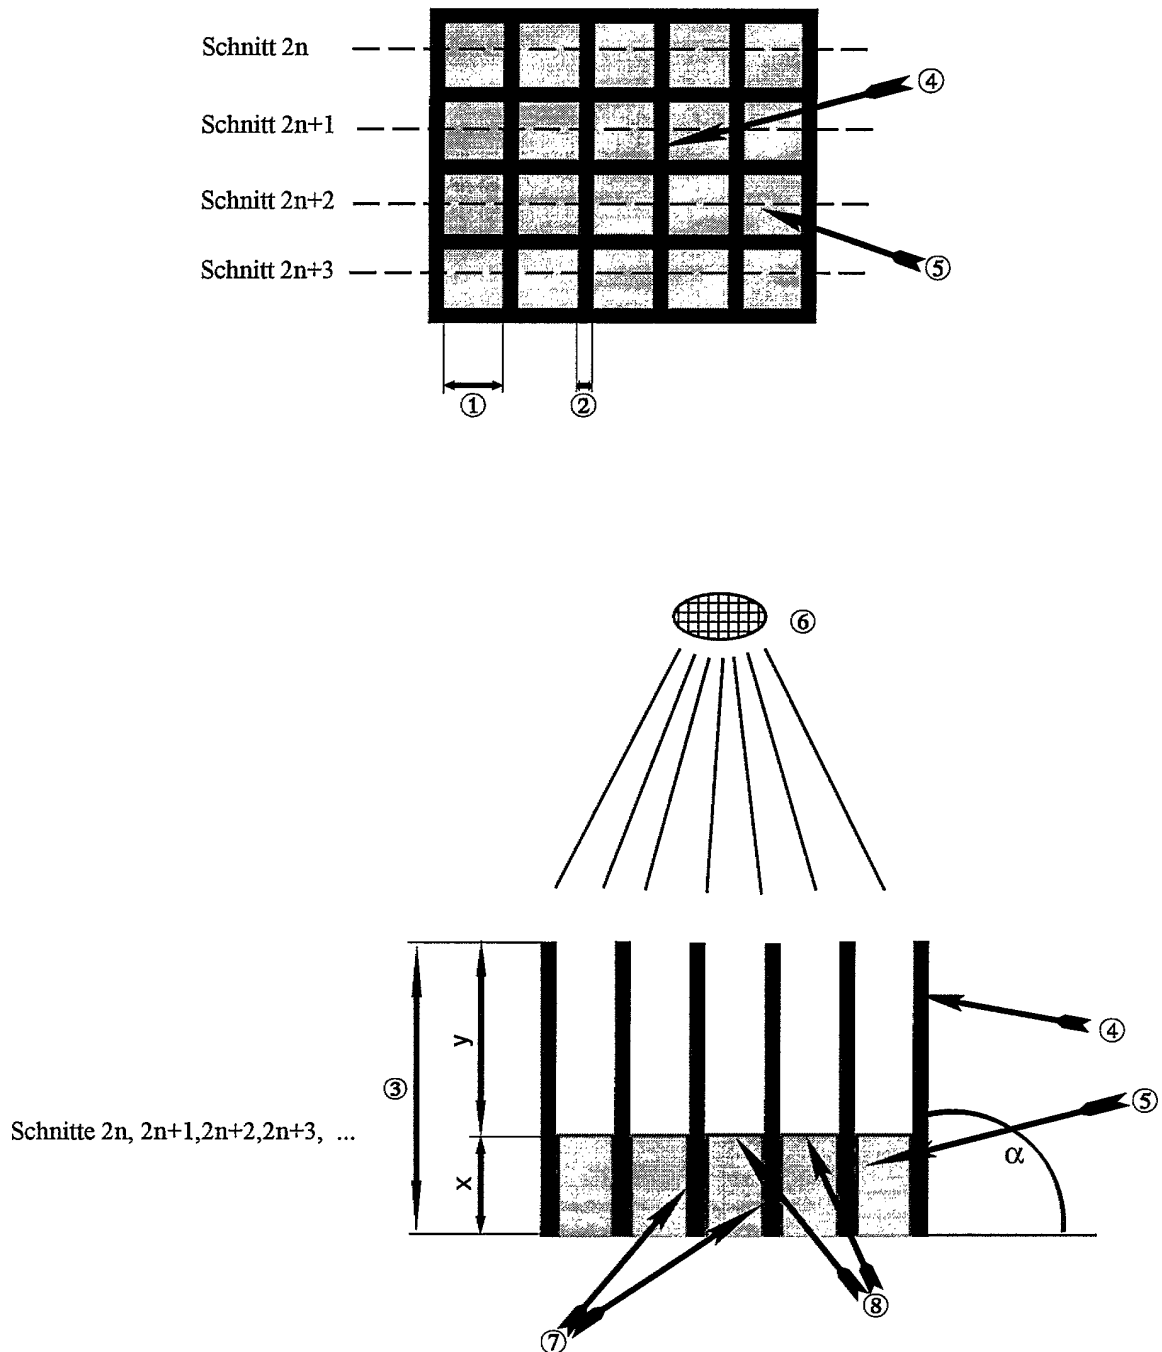 Schnitt 2n
④
Schnitt 2n+1
Schnitt 2n+2
Schnitt 2n+3
⑤
①
②
⑥
y
④
③
⑤
Schnitte 2n, 2n+1,2n+2,2n+3, ...
α
x
⑧
⑦